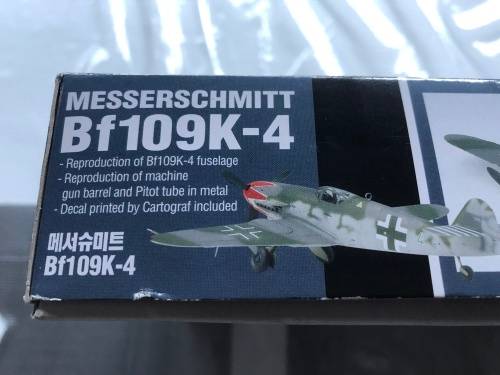 MESSERSCHMITT
Bf109K-4
- Reproduction of Bf109K-4 fuselage
- Reproduction of machine
gun barrel and Pitot tube in metal
- Decal printed by Cartograf included
메서슈미트
Bf109K-4